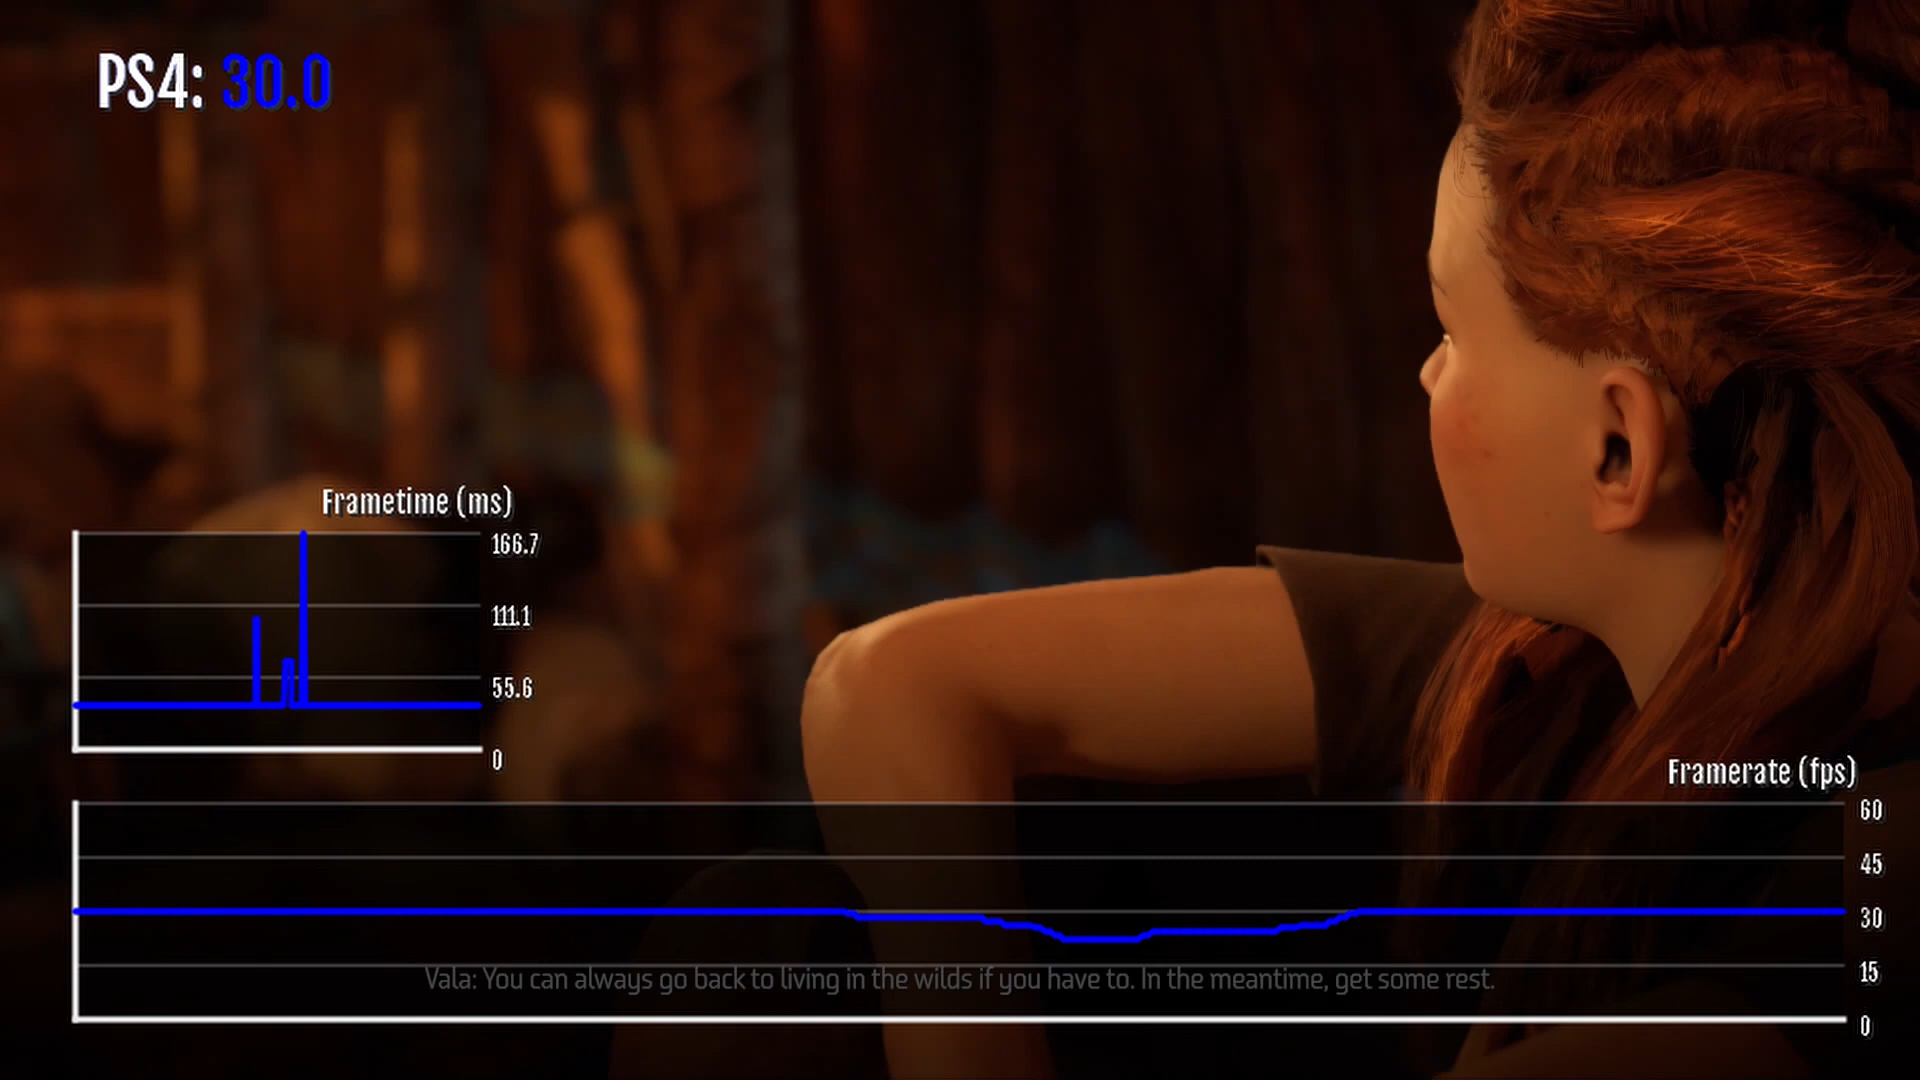 PS4: 30.0
Frametime (ms)
166.7
111.1
55.6
0
Framerate (fps)
60
45
30
15
0
Vala: You can always go back to living in the wilds if you have to. In the meantime, get some rest.